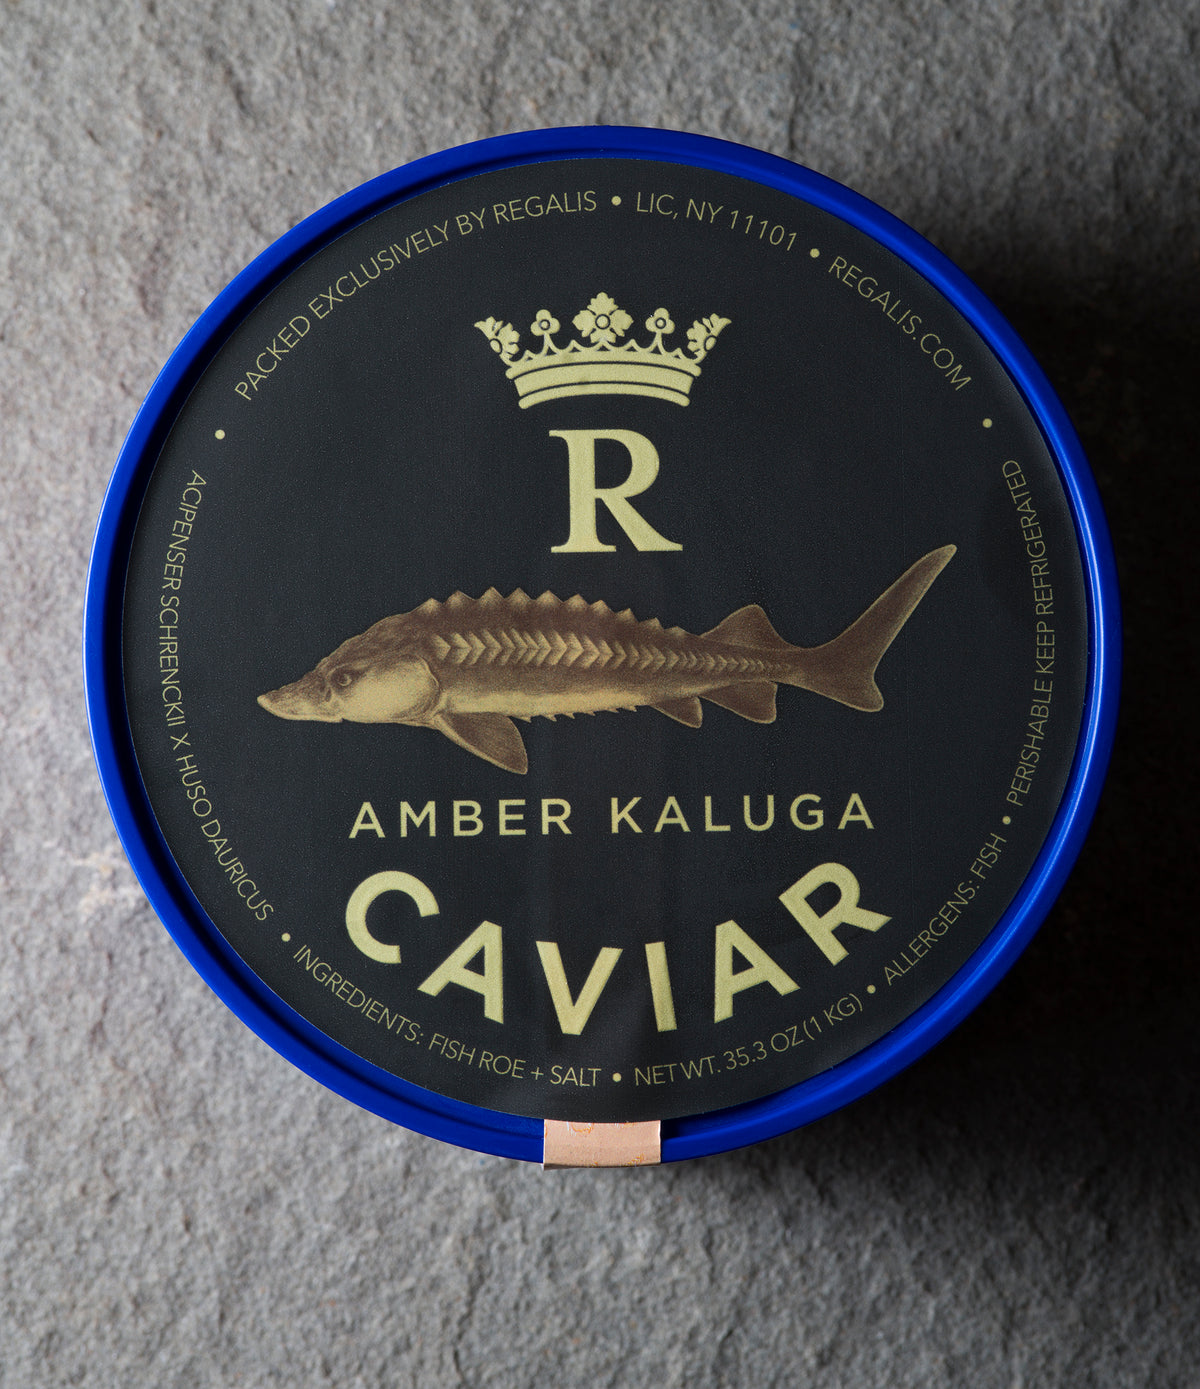 PACKED EXCLUSIVELY BY REGALIS • LIC, NY 11101 • REGALIS.COM •
R
AMBER KALUGA
CAVIAR
• ACIPENSER SCHRENCKII X HUSO DAURICUS • INGREDIENTS: FISH ROE + SALT • NET WT. 35.3 OZ (1 KG) • ALLERGENS: FISH • PERISHABLE KEEP REFRIGERATED